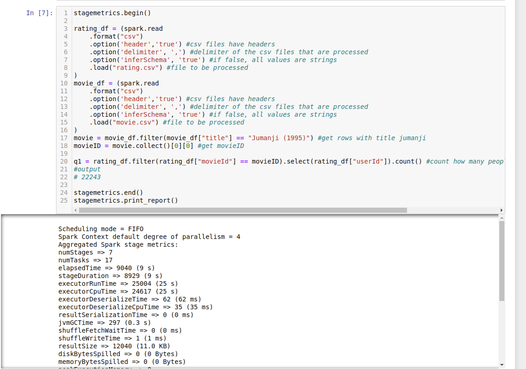 In [7]:
1 stagemetrics.begin()
2
3 rating_df = (spark.read
4 .format("csv")
5 .option('header','true') #csv files have headers
6 .option('delimiter', ',') #delimiter of the csv files that are processed
7 .option('inferSchema', 'true') #if false, all values are strings
8 .load("rating.csv") #file to be processed
9 )
10 movie_df = (spark.read
11 .format("csv")
12 .option('header','true') #csv files have headers
13 .option('delimiter', ',') #delimiter of the csv files that are processed
14 .option('inferSchema', 'true') #if false, all values are strings
15 .load("movie.csv") #file to be processed
16 )
17 movie = movie_df.filter(movie_df["title"] == "Jumanji (1995)") #get rows with title jumanji
18 movieID = movie.collect()[0][0] #get movieID
19
20 q1 = rating_df.filter(rating_df["movieId"] == movieID).select(rating_df["userId"]).count() #count how many peop
21 #output
22 # 22243
23
24 stagemetrics.end()
25 stagemetrics.print_report()
Scheduling mode = FIFO
Spark Context default degree of parallelism = 4
Aggregated Spark stage metrics:
numStages => 7
numTasks => 17
elapsedTime => 9040 (9 s)
stageDuration => 8929 (9 s)
executorRunTime => 25004 (25 s)
executorCpuTime => 24617 (25 s)
executorDeserializeTime => 62 (62 ms)
executorDeserializeCpuTime => 35 (35 ms)
resultSerializationTime => 0 (0 ms)
jvmGCTime => 297 (0.3 s)
shuffleFetchWaitTime => 0 (0 ms)
shuffleWriteTime => 1 (1 ms)
resultSize => 12040 (11.0 KB)
diskBytesSpilled => 0 (0 Bytes)
memoryBytesSpilled => 0 (0 Bytes)